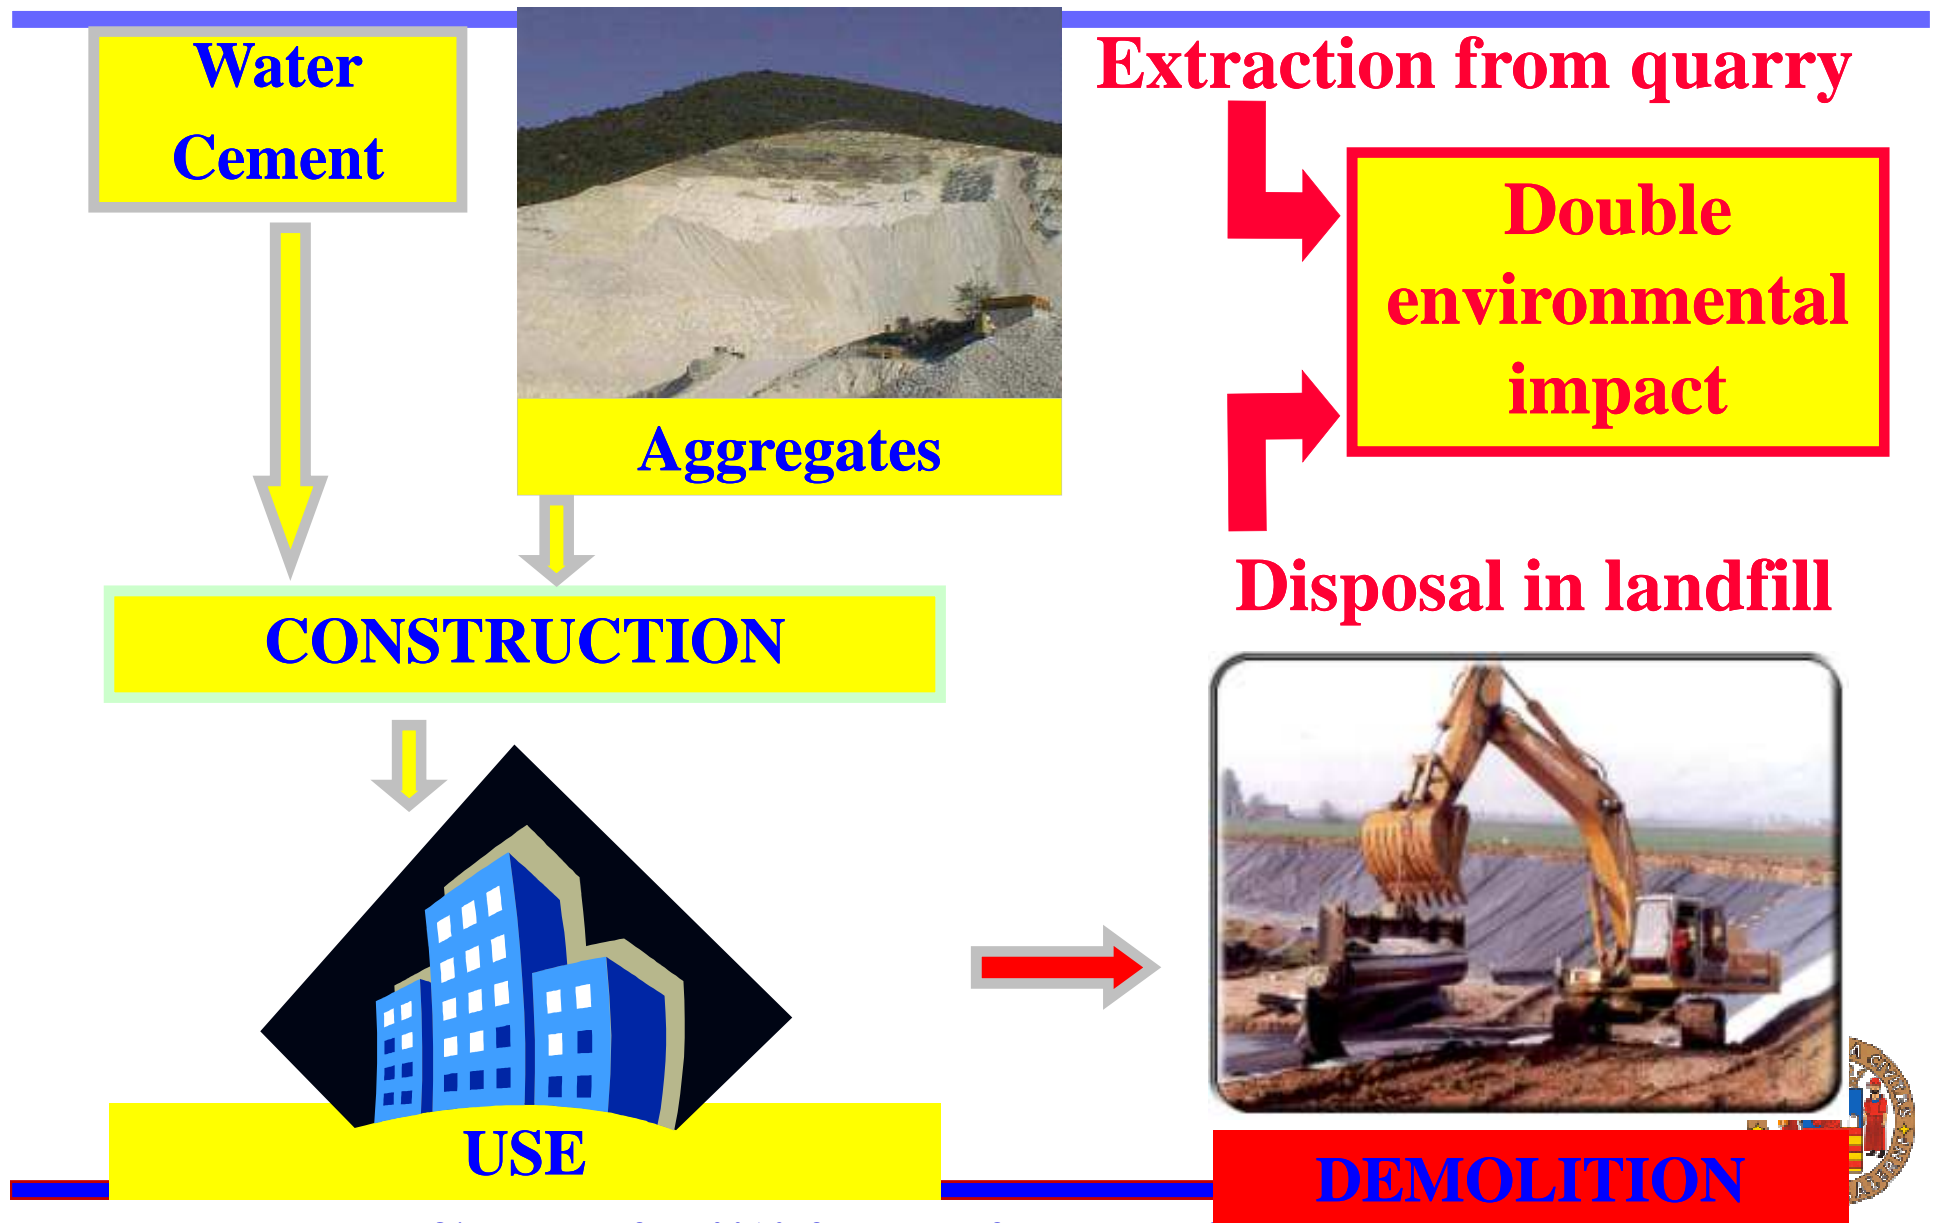 Water
Cement
Aggregates
CONSTRUCTION
USE
Extraction from quarry
Double
environmental
impact
Disposal in landfill
DEMOLITION